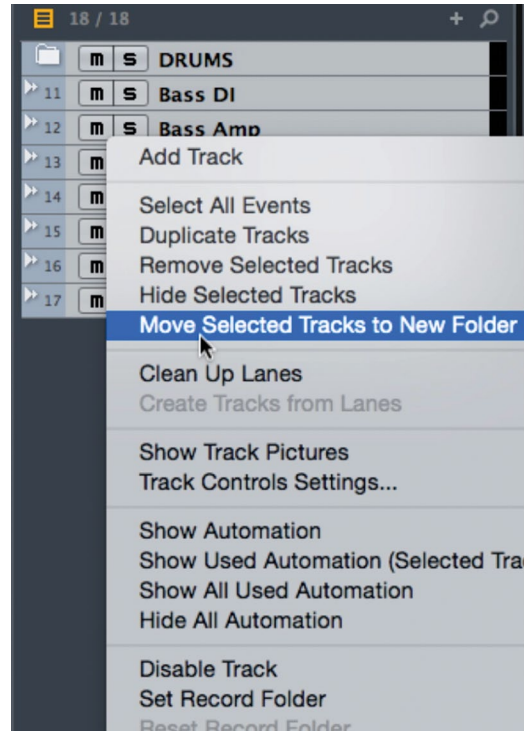 18 / 18 +
m s DRUMS
11 m s Bass DI
12 m s Bass Amp
13 m
14 m
15 m
16 m
17 m
Add Track
Select All Events
Duplicate Tracks
Remove Selected Tracks
Hide Selected Tracks
Move Selected Tracks to New Folder
Clean Up Lanes
Create Tracks from Lanes
Show Track Pictures
Track Controls Settings...
Show Automation
Show Used Automation (Selected Tra
Show All Used Automation
Hide All Automation
Disable Track
Set Record Folder
Reset Record Folder